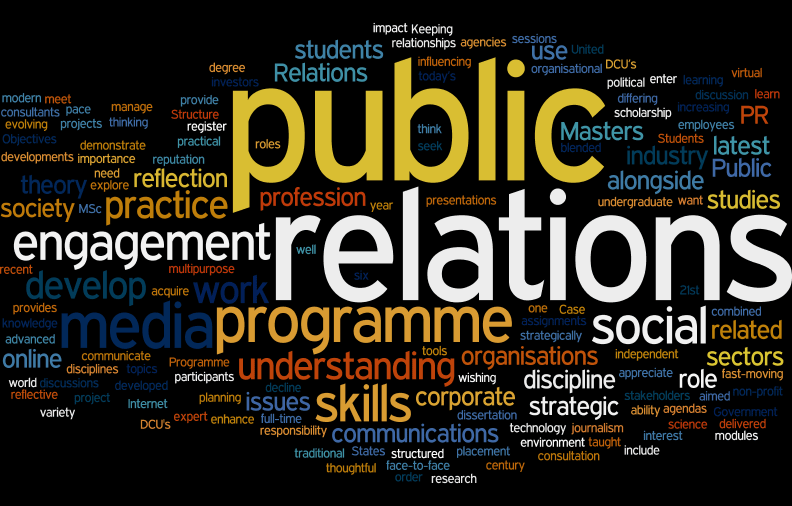 impact Keeping
students relationships agencies sessions use United
degree Relations influencing organisational DCU's
investors today's political enter learning virtual
modern meet provide public differing discussion learn
consultants pace manage Structure scholarship increasing PR
evolving projects thinking register think Masters employees
Objectives demonstrate practical roles seek blended Students latest
developments importance reputation industry Public
need theory explore reflection alongside
society MSc practice profession year presentations undergraduate want studies
engagement well relations
recent multipurpose six
develop acquire work 21st
provides media programme one Case social combined
knowledge assignments related
advanced strategically
online communicate tools organisations independent sectors
disciplines topics Programme understanding appreciate fast-moving
world discussions developed participants decline wishing discipline role
reflective project planning issues skills corporate stakeholders aimed non-profit
variety Internet strategic ability agendas Government
DCU's expert enhance full-time dissertation science delivered
responsibility communications technology journalism interest modules
environment taught
traditional States structured placement consultation include
thoughtful face-to-face century
order research